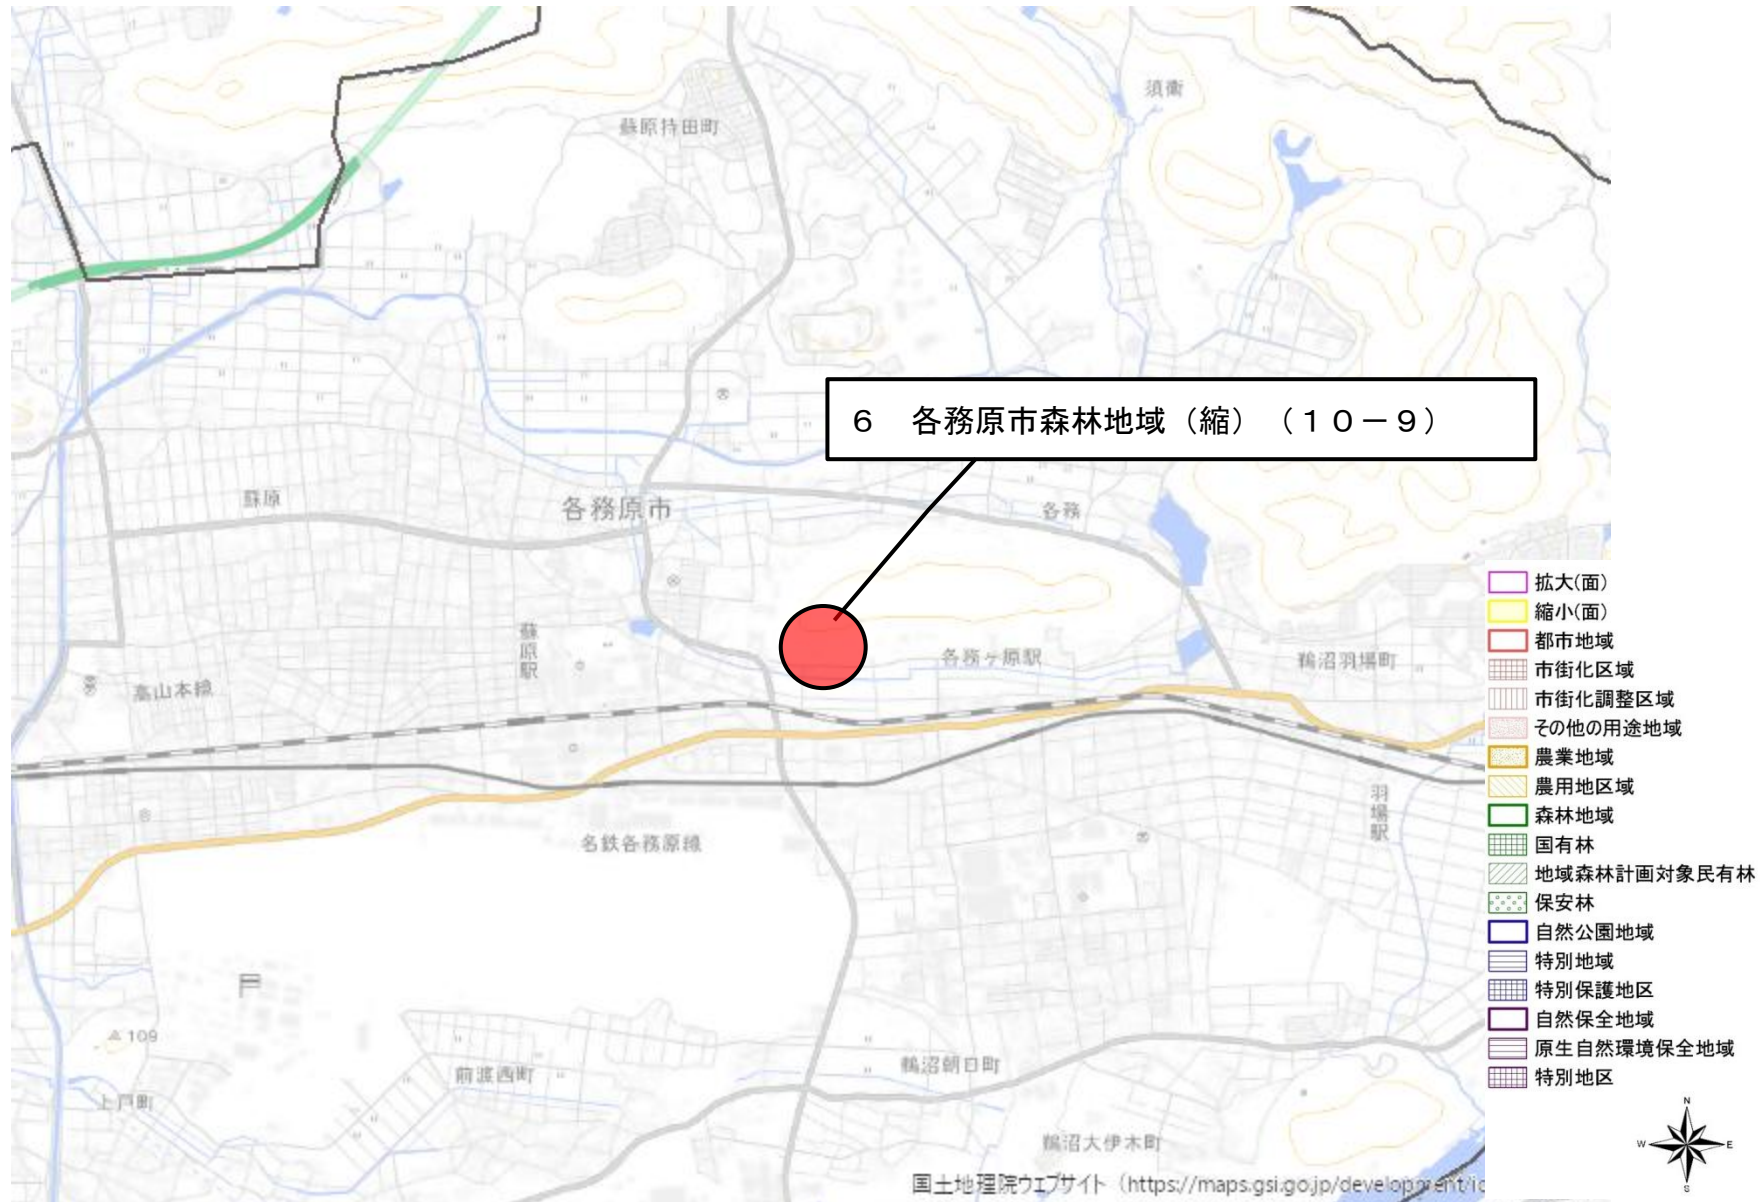 須衛
蘇原持田町
6 各務原市森林地域（縮）（１０－９）
蘇原
各務原市
各務
蘇原駅
各務ヶ原駅
鵜沼羽場町
高山本線
羽場駅
名鉄各務原線
109
前渡西町
鵜沼朝日町
上戸町
鵜沼大伊木町
拡大(面)
縮小(面)
都市地域
市街化区域
市街化調整区域
その他の用途地域
農業地域
農用地区域
森林地域
国有林
地域森林計画対象民有林
保安林
自然公園地域
特別地域
特別保護地区
自然保全地域
原生自然環境保全地域
特別地区
N
W E
S
国土地理院ウェブサイト（https://maps.gsi.go.jp/development/ic